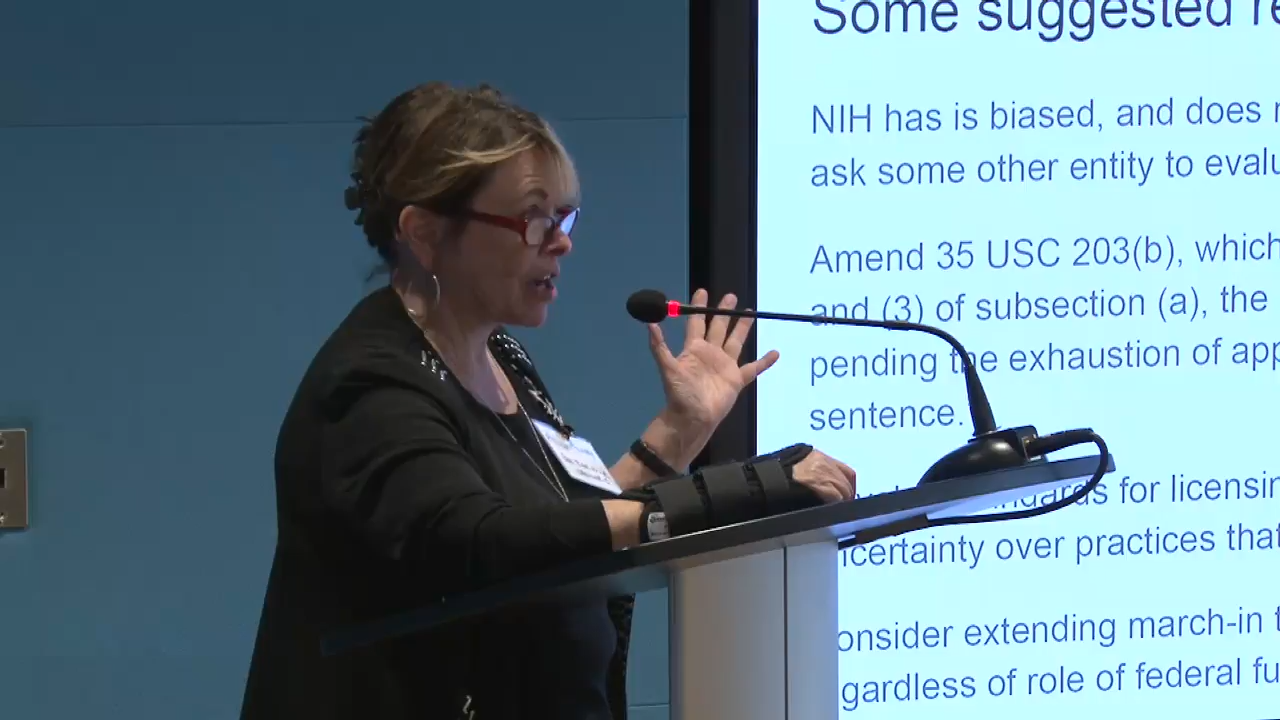 Some suggested re
NIH has is biased, and does
ask some other entity to evalu
Amend 35 USC 203(b), which
and (3) of subsection (a), the
pending the exhaustion of app
sentence.
for licensin
certainty over practices that
onsider extending march-in t
gardless of role of federal fu